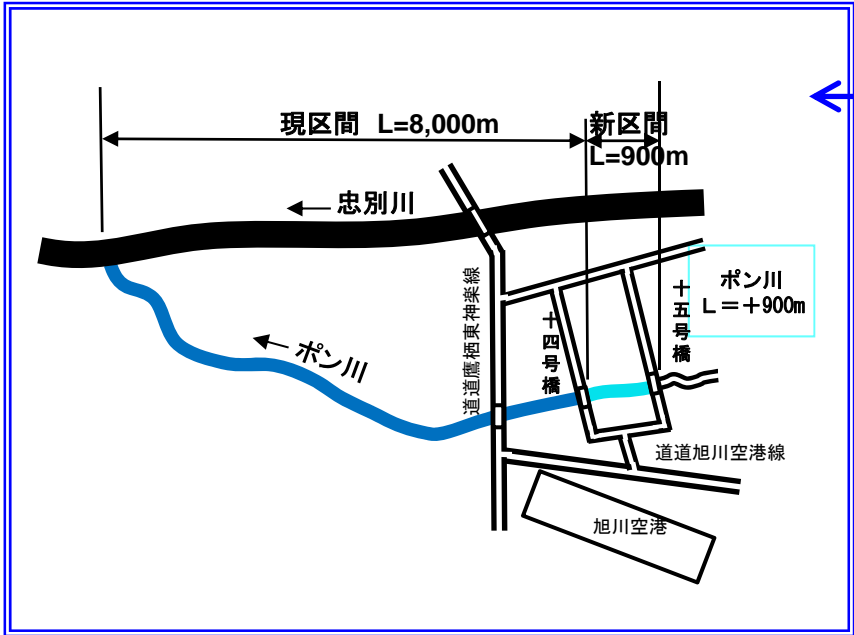 現区間 L=8,000m
新区間
L=900m
忠別川
ポン川
L=+900m
道道鷹栖東神楽線
十四号橋
十五号橋
ポン川
道道旭川空港線
旭川空港